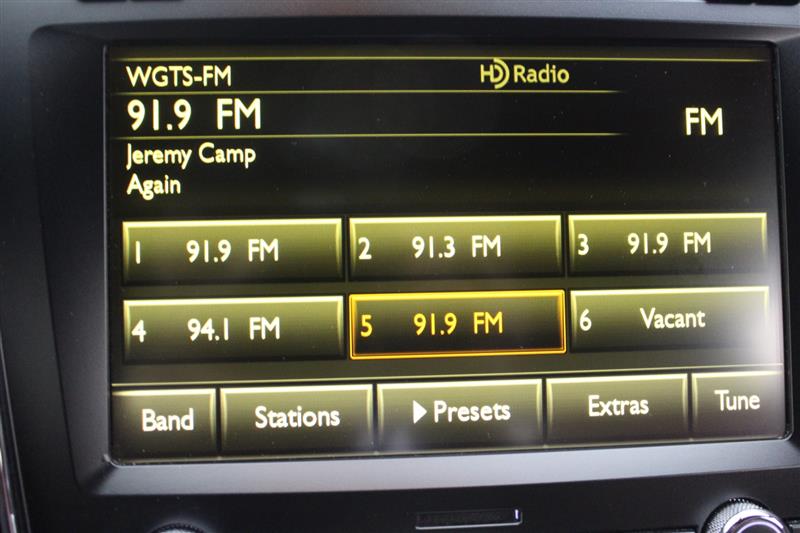 WGTS-FM HD Radio
91.9 FM
FM
Jeremy Camp
Again
1 91.9 FM 2 91.3 FM 3 91.9 FM
4 94.1 FM 5 91.9 FM 6 Vacant
Band Stations Presets Extras Tune